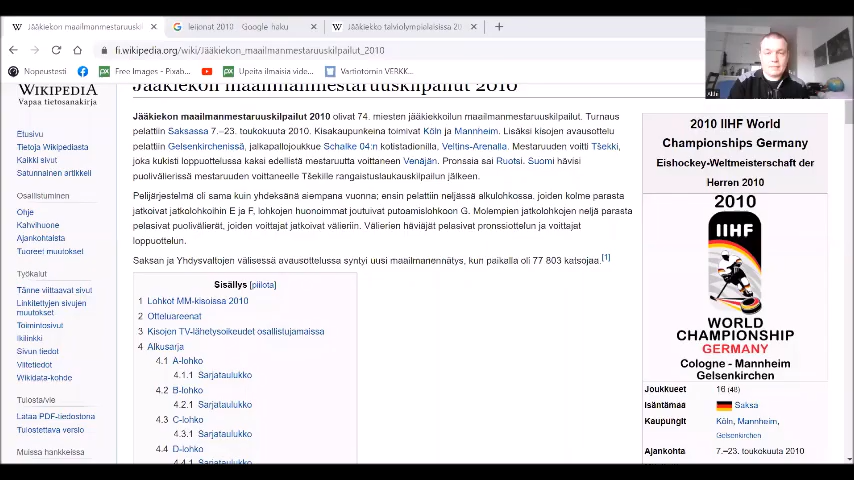 Jääkiekon maailmanmestaruuskil
leijonat 2010 - Google haku
Jääkiekko talviolympialaisissa 20
fi.wikipedia.org/wiki/Jääkiekon_maailmanmestaruuskilpailut_2010
Nopeustesti
Free Images - Pixab...
Upeita ilmaisia vide...
Vartiotornin VERKK...
Ahti
WIKIPEDIA
Vapaa tietosanakirja
Etusivu
Tietoja Wikipediasta
Kaikki sivut
Satunnainen artikkeli
Osallistuminen
Ohje
Kahvihuone
Ajankohtaista
Tuoreet muutokset
Työkalut
Tänne viittaavat sivut
Linkitettyjen sivujen
muutokset
Toimintosivut
Ikilinkki
Sivun tiedot
Viitetiedot
Wikidata-kohde
Tulosta/vie
Lataa PDF-tiedostona
Tulostettava versio
Muissa hankkeissa
Jääkiekon maailmanmestaruuskilpailut 2010
Jääkiekon maailmanmestaruuskilpailut 2010 olivat 74. miesten jääkiekkoilun maailmanmestaruuskilpailut. Turnaus
pelattiin Saksassa 7.–23. toukokuuta 2010. Kisakaupunkeina toimivat Köln ja Mannheim. Lisäksi kisojen avausottelu
pelattiin Gelsenkirchenissä, jalkapallojoukkue Schalke 04:n kotistadionilla, Veltins-Arenalla. Mestaruuden voitti Tšekki,
joka kukisti loppuottelussa kaksi edellistä mestaruutta voittaneen Venäjän. Pronssia sai Ruotsi. Suomi hävisi
puolivälierissä mestaruuden voittaneelle Tšekille rangaistuslaukauskilpailun jälkeen.
Pelijärjestelmä oli sama kuin yhdeksänä aiempana vuonna; ensin pelattiin neljässä alkulohkossa, joiden kolme parasta
jatkoivat jatkolohkoihin E ja F, lohkojen huonoimmat joutuivat putoamislohkoon G. Molempien jatkolohkojen neljä parasta
pelasivat puolivälierät, joiden voittajat jatkoivat välieriin. Välierien häviäjät pelasivat pronssiottelun ja voittajat
loppuottelun.
Saksan ja Yhdysvaltojen välisessä avausottelussa syntyi uusi maailmanennätys, kun paikalla oli 77 803 katsojaa.[1]
Sisällys [piilota]
1 Lohkot MM-kisoissa 2010
2 Otteluareenat
3 Kisojen TV-lähetysoikeudet osallistujamaissa
4 Alkusarja
4.1 A-lohko
4.1.1 Sarjataulukko
4.2 B-lohko
4.2.1 Sarjataulukko
4.3 C-lohko
4.3.1 Sarjataulukko
4.4 D-lohko
4.4.1 Sarjataulukko
2010 IIHF World
Championships Germany
Eishockey-Weltmeisterschaft der
Herren 2010
2010
IIHF
WORLD
CHAMPIONSHIP
GERMANY
Cologne - Mannheim
Gelsenkirchen
Joukkueet 16 (48)
Isäntämaa Saksa
Kaupungit Köln, Mannheim,
Gelsenkirchen
Ajankohta 7.–23. toukokuuta 2010